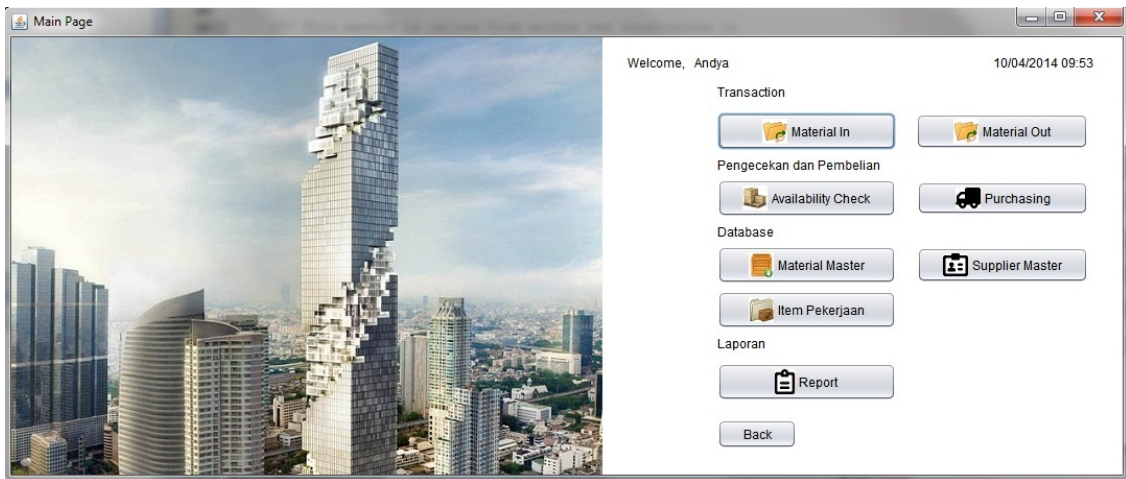 Main Page
Welcome, Andya 10/04/2014 09:53
Transaction
Material In Material Out
Pengecekan dan Pembelian
Availability Check Purchasing
Database
Material Master Supplier Master
Item Pekerjaan
Laporan
Report
Back